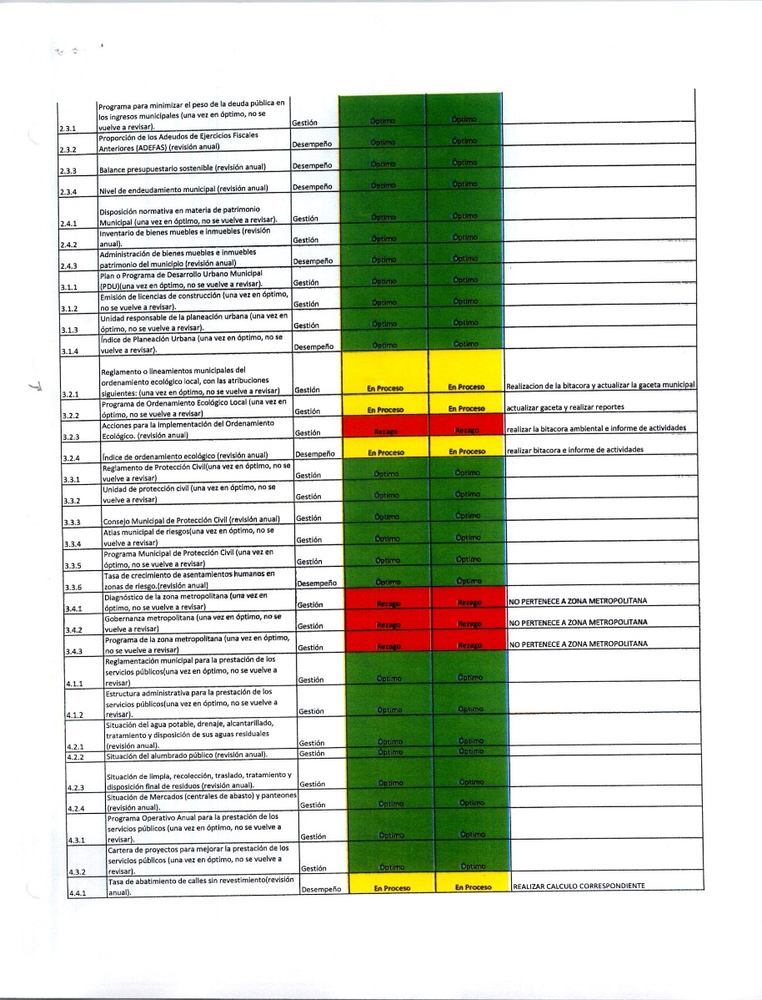 Programa para minimizar el peso de la deuda pública en
los ingresos municipales (una vez en óptimo, no se
2.3.1 vuelve a revisar). Gestión Óptimo Óptimo
Proporción de los Adeudos de Ejercicios Fiscales
2.3.2 Anteriores (ADEFAS) (revisión anual) Desempeño Óptimo Óptimo
2.3.3 Balance presupuestario sostenible (revisión anual) Desempeño Óptimo Óptimo
2.3.4 Nivel de endeudamiento municipal (revisión anual) Desempeño Óptimo Óptimo
Disposición normativa en materia de patrimonio
2.4.1 Municipal (una vez en óptimo, no se vuelve a revisar). Gestión Óptimo Óptimo
Inventario de bienes muebles e inmuebles (revisión
2.4.2 anual). Gestión Óptimo Óptimo
Administración de bienes muebles e inmuebles
2.4.3 patrimonio del municipio (revisión anual) Desempeño Óptimo Óptimo
Plan o Programa de Desarrollo Urbano Municipal
3.1.1 (PDU)(una vez en óptimo, no se vuelve a revisar). Gestión Óptimo Óptimo
Emisión de licencias de construcción (una vez en óptimo,
3.1.2 no se vuelve a revisar). Gestión Óptimo Óptimo
Unidad responsable de la planeación urbana (una vez en
3.1.3 óptimo, no se vuelve a revisar). Gestión Óptimo Óptimo
Índice de Planeación Urbana (una vez en óptimo, no se
3.1.4 vuelve a revisar). Desempeño Óptimo Óptimo
Reglamento o lineamientos municipales del
ordenamiento ecológico local, con las atribuciones
3.2.1 siguientes: (una vez en óptimo, no se vuelve a revisar) Gestión En Proceso En Proceso Realizacion de la bitacora y actualizar la gaceta municipal
Programa de Ordenamiento Ecológico Local (una vez en
3.2.2 óptimo, no se vuelve a revisar) Gestión En Proceso En Proceso actualizar gaceta y realizar reportes
Acciones para la implementación del Ordenamiento
3.2.3 Ecológico. (revisión anual) Gestión Rezago Rezago realizar la bitacora ambiental e informe de actividades
3.2.4 Índice de ordenamiento ecológico (revisión anual) Desempeño En Proceso En Proceso realizar bitacora e informe de actividades
Reglamento de Protección Civil(una vez en óptimo, no se
3.3.1 vuelve a revisar) Gestión Óptimo Óptimo
Unidad de protección civil (una vez en óptimo, no se
3.3.2 vuelve a revisar) Gestión Óptimo Óptimo
3.3.3 Consejo Municipal de Protección Civil (revisión anual) Gestión Óptimo Óptimo
Atlas municipal de riesgos(una vez en óptimo, no se
3.3.4 vuelve a revisar) Gestión Óptimo Óptimo
Programa Municipal de Protección Civil (una vez en
3.3.5 óptimo, no se vuelve a revisar) Gestión Óptimo Óptimo
Tasa de crecimiento de asentamientos humanos en
3.3.6 zonas de riesgo.(revisión anual) Desempeño Óptimo Óptimo
Diagnóstico de la zona metropolitana (una vez en
3.4.1 óptimo, no se vuelve a revisar) Gestión Rezago Rezago NO PERTENECE A ZONA METROPOLITANA
Gobernanza metropolitana (una vez en óptimo, no se
3.4.2 vuelve a revisar) Gestión Rezago Rezago NO PERTENECE A ZONA METROPOLITANA
Programa de la zona metropolitana (una vez en óptimo,
3.4.3 no se vuelve a revisar) Gestión Rezago Rezago NO PERTENECE A ZONA METROPOLITANA
Reglamentación municipal para la prestación de los
servicios públicos(una vez en óptimo, no se vuelve a
4.1.1 revisar) Gestión Óptimo Óptimo
Estructura administrativa para la prestación de los
servicios públicos(una vez en óptimo, no se vuelve a
4.1.2 revisar). Gestión Óptimo Óptimo
Situación del agua potable, drenaje, alcantarillado,
tratamiento y disposición de sus aguas residuales
4.2.1 (revisión anual). Gestión Óptimo Óptimo
4.2.2 Situación del alumbrado público (revisión anual). Gestión Óptimo Óptimo
Situación de limpia, recolección, traslado, tratamiento y
4.2.3 disposición final de residuos (revisión anual). Gestión Óptimo Óptimo
Situación de Mercados (centrales de abasto) y panteones
4.2.4 (revisión anual). Gestión Óptimo Óptimo
Programa Operativo Anual para la prestación de los
servicios públicos (una vez en óptimo, no se vuelve a
4.3.1 revisar). Gestión Óptimo Óptimo
Cartera de proyectos para mejorar la prestación de los
servicios públicos (una vez en óptimo, no se vuelve a
4.3.2 revisar). Gestión Óptimo Óptimo
Tasa de abatimiento de calles sin revestimiento(revisión
4.4.1 anual). Desempeño En Proceso En Proceso REALIZAR CALCULO CORRESPONDIENTE